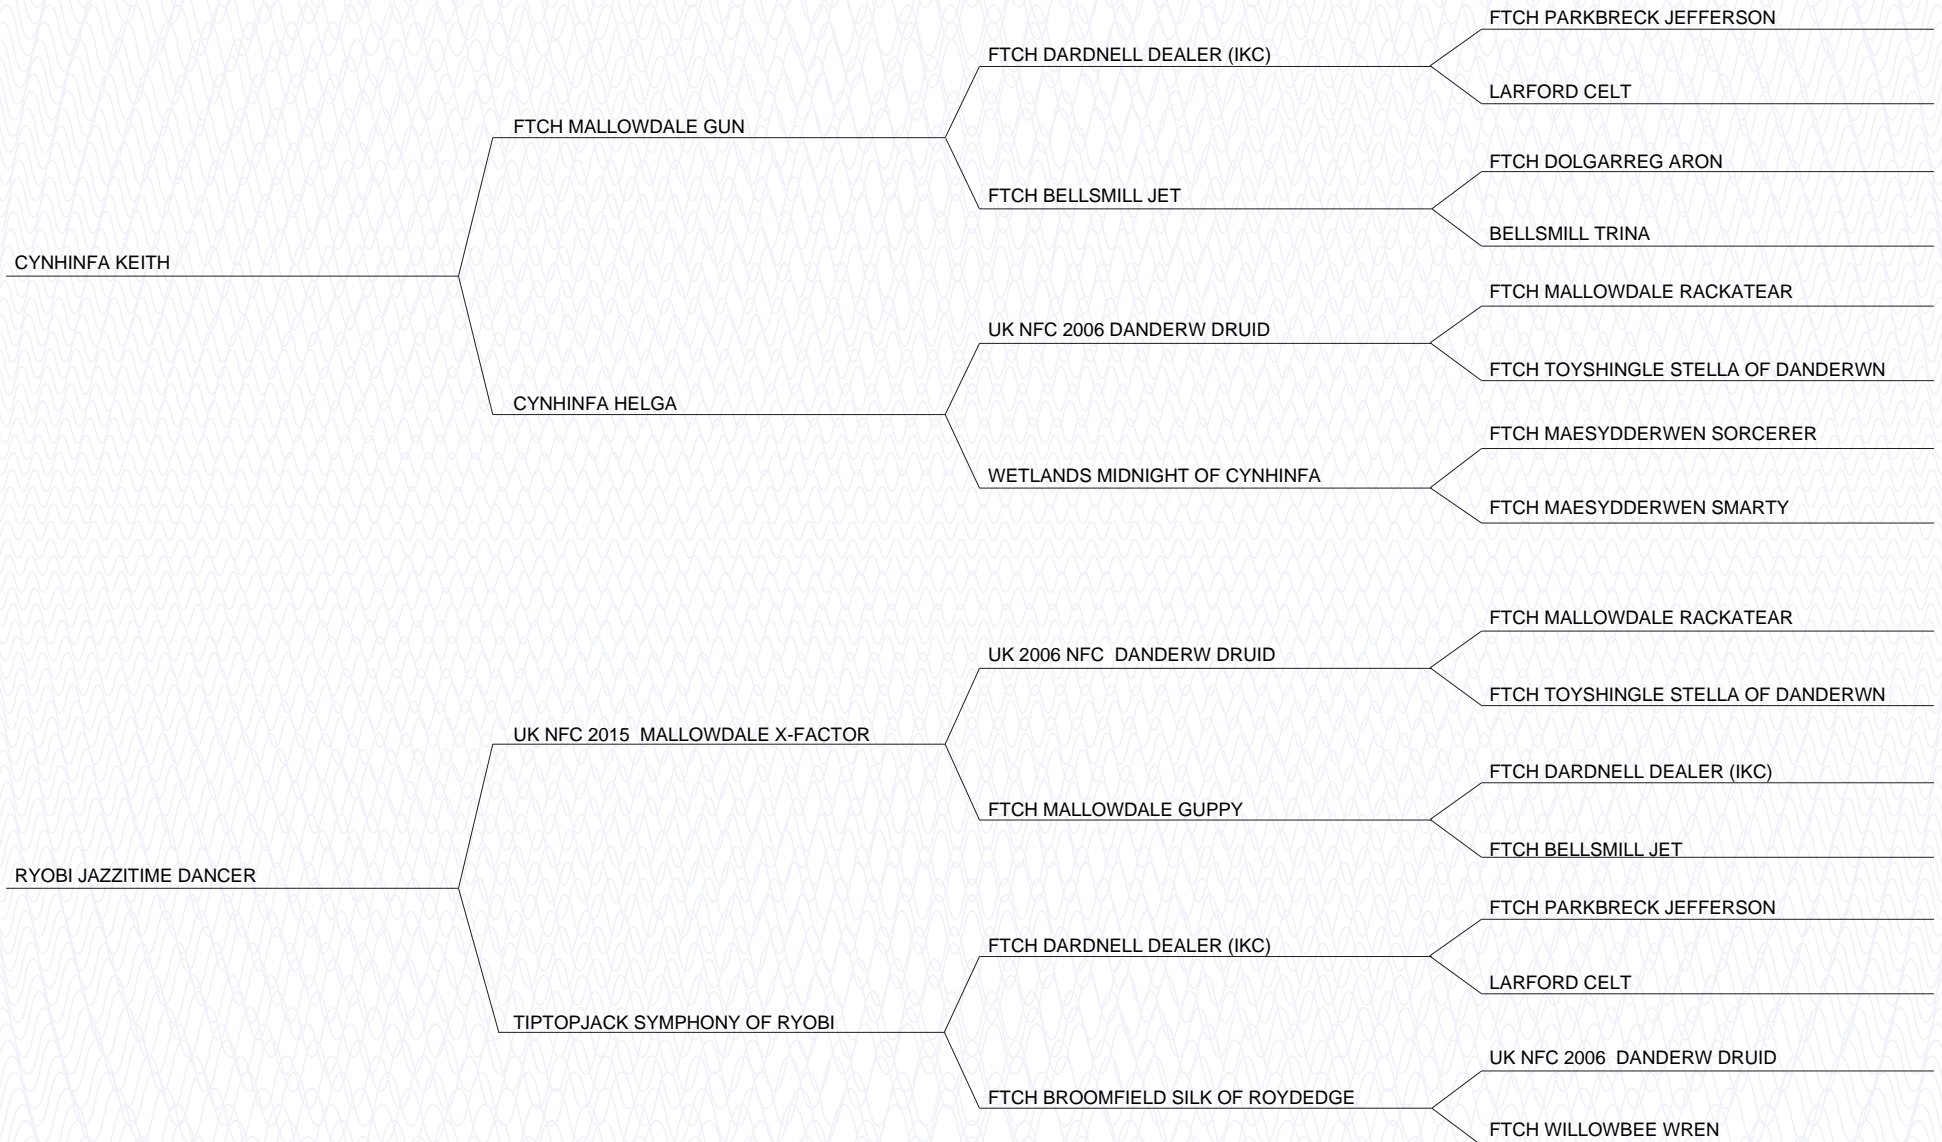 FTCH PARKBRECK JEFFERSON
FTCH DARDNELL DEALER (IKC)
LARFORD CELT
FTCH MALLOWDALE GUN
FTCH DOLGARREG ARON
FTCH BELLSMILL JET
BELLSMILL TRINA
CYNHINFA KEITH
FTCH MALLOWDALE RACKATEAR
UK NFC 2006 DANDERW DRUID
FTCH TOYSHINGLE STELLA OF DANDERWN
CYNHINFA HELGA
FTCH MAESYDDERWEN SORCERER
WETLANDS MIDNIGHT OF CYNHINFA
FTCH MAESYDDERWEN SMARTY
FTCH MALLOWDALE RACKATEAR
UK 2006 NFC  DANDERW DRUID
FTCH TOYSHINGLE STELLA OF DANDERWN
UK NFC 2015  MALLOWDALE X-FACTOR
FTCH DARDNELL DEALER (IKC)
FTCH MALLOWDALE GUPPY
FTCH BELLSMILL JET
RYOBI JAZZITIME DANCER
FTCH PARKBRECK JEFFERSON
FTCH DARDNELL DEALER (IKC)
LARFORD CELT
TIPTOPJACK SYMPHONY OF RYOBI
UK NFC 2006  DANDERW DRUID
FTCH BROOMFIELD SILK OF ROYDEDGE
FTCH WILLOWBEE WREN